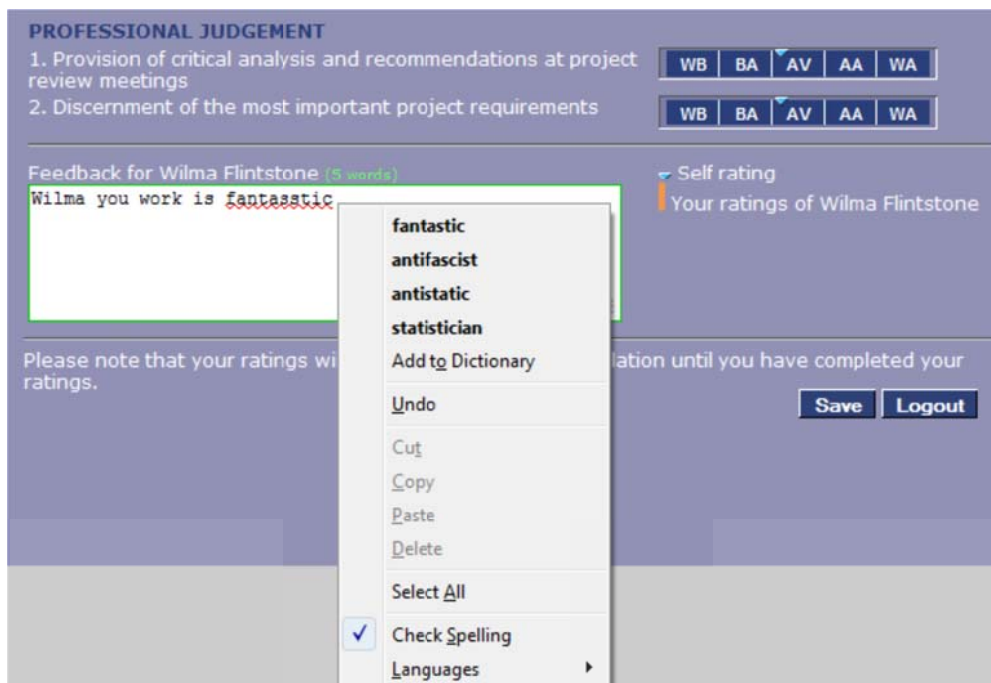 PROFESSIONAL JUDGEMENT
1. Provision of critical analysis and recommendations at project
review meetings
WB BA AV AA WA
2. Discernment of the most important project requirements
WB BA AV AA WA
Feedback for Wilma Flintstone (5 words)
Wilma you work is fantasstic
Self rating
Your ratings of Wilma Flintstone
fantastic
antifascist
antistatic
statistician
Add to Dictionary
Undo
Cut
Copy
Paste
Delete
Select All
Check Spelling
Languages
Please note that your ratings wi lation until you have completed your
ratings.
Save Logout